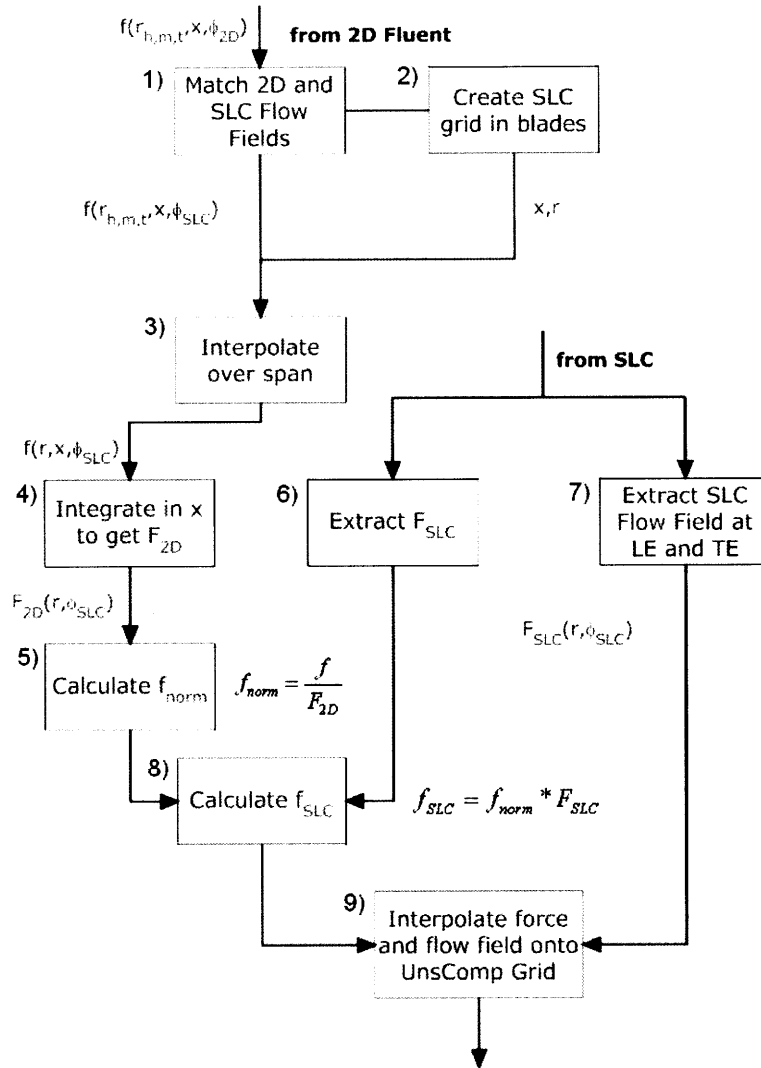 f(r_h,m,t,x,ϕ_2D)
from 2D Fluent
1)
Match 2D and
SLC Flow
Fields
2)
Create SLC
grid in blades
f(r_h,m,t,x,ϕ_SLC)
x,r
3)
Interpolate
over span
from SLC
f(r,x,ϕ_SLC)
4)
Integrate in x
to get F_2D
6)
Extract F_SLC
7)
Extract SLC
Flow Field at
LE and TE
F_2D(r,ϕ_SLC)
F_SLC(r,ϕ_SLC)
5)
Calculate f_norm
f_norm = f / F_2D
8)
Calculate f_SLC
f_SLC = f_norm * F_SLC
9)
Interpolate force
and flow field onto
UnsComp Grid